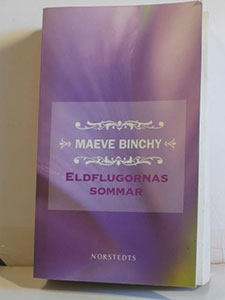 MAEVE BINCHY
ELDFLUGORNAS
SOMMAR
NORSTEDTS